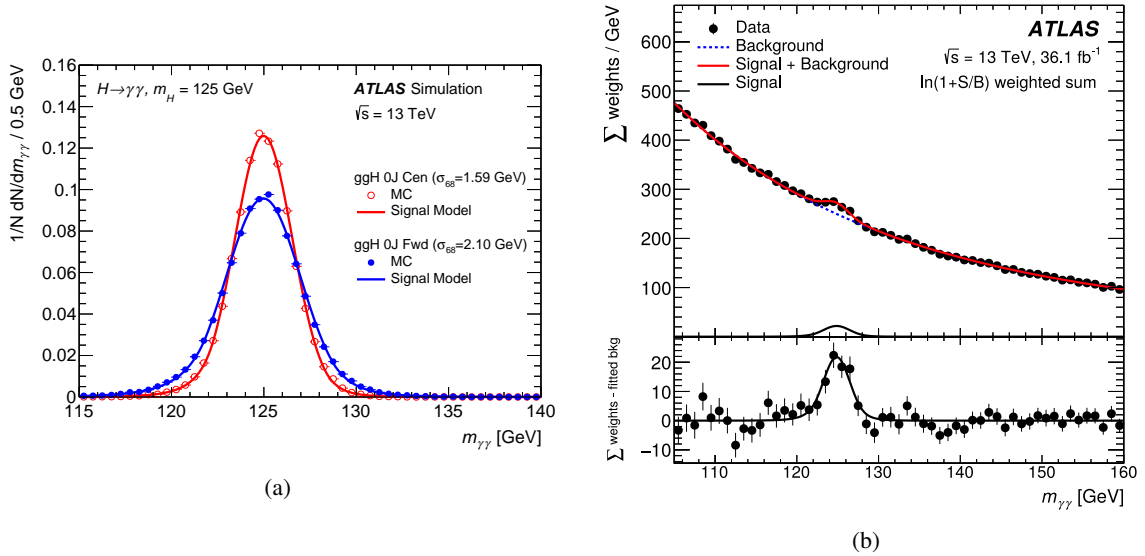 H→γγ, m_H = 125 GeV
ATLAS Simulation
√s = 13 TeV
ggH 0J Cen (σ₆₈=1.59 GeV)
MC
Signal Model
ggH 0J Fwd (σ₆₈=2.10 GeV)
MC
Signal Model
1/N dN/dm_γγ / 0.5 GeV
0.16
0.14
0.12
0.1
0.08
0.06
0.04
0.02
0
115 120 125 130 135 140
m_γγ [GeV]
(a)
Data
Background
Signal + Background
Signal
ATLAS
√s = 13 TeV, 36.1 fb⁻¹
ln(1+S/B) weighted sum
∑ weights / GeV
600
500
400
300
200
100
∑ weights - fitted bkg
20
10
0
−10
110 120 130 140 150 160
m_γγ [GeV]
(b)